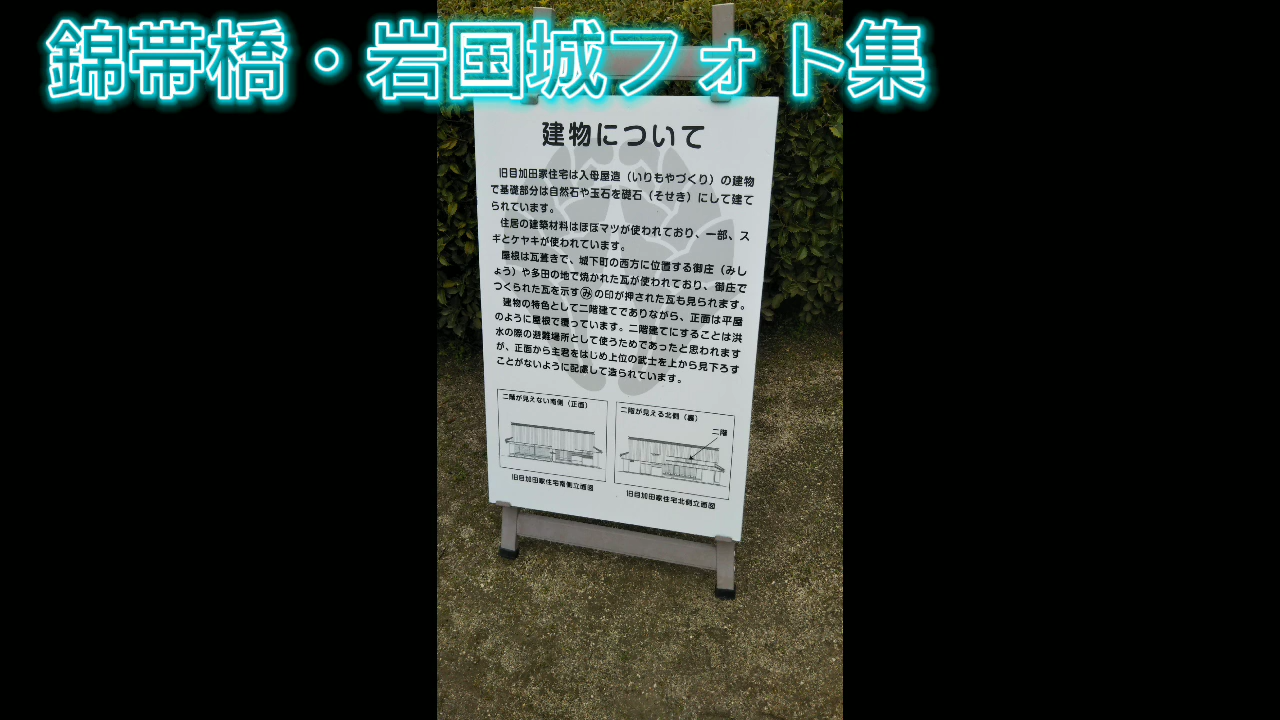 錦帯橋・岩国城フォト集
建物について
旧目加田家住宅は入母屋造（いりもやづくり）の建物
で基礎部分は自然石や玉石を礎石（そせき）にして建て
られています。
住居の建築材料はほぼマツが使われており、一部、ス
ギとケヤキが使われています。
屋根は瓦葺きで、城下町の西方に位置する御庄（みし
ょう）や多田の地で焼かれた瓦が使われており、御庄で
つくられた瓦を示す㋯の印が押された瓦も見られます。
建物の特色として二階建てでありながら、正面は平屋
のように屋根で覆っています。二階建てにすることは洪
水の際の避難場所として使うためであったと思われます
が、正面から主君をはじめ上位の武士を上から見下ろす
ことがないように配慮して造られています。
二階が見えない南側（正面）
二階が見える北側（裏）
二階
旧目加田家住宅南側立面図
旧目加田家住宅北側立面図